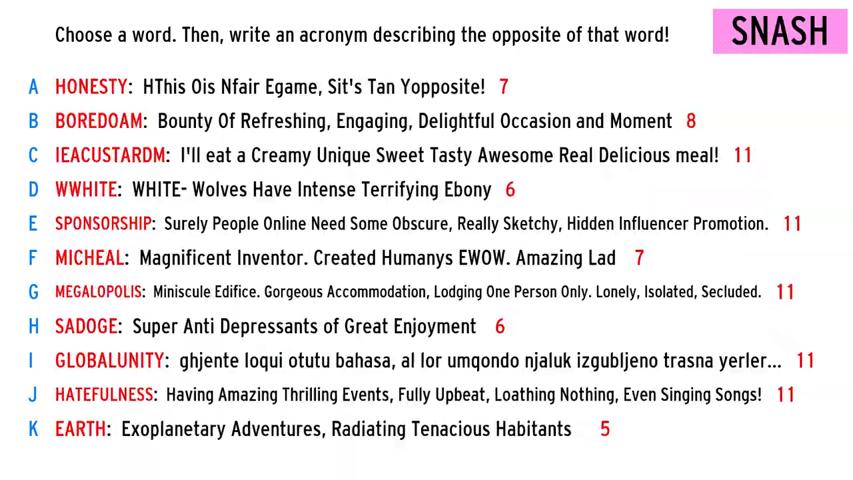 Choose a word. Then, write an acronym describing the opposite of that word!
SNASH
A HONESTY: HThis Ois Nfair Egame, Sit's Tan Yopposite! 7
B BOREDOAM: Bounty Of Refreshing, Engaging, Delightful Occasion and Moment 8
C IEACUSTARDM: I'll eat a Creamy Unique Sweet Tasty Awesome Real Delicious meal! 11
D WWHITE: WHITE- Wolves Have Intense Terrifying Ebony 6
E SPONSORSHIP: Surely People Online Need Some Obscure, Really Sketchy, Hidden Influencer Promotion. 11
F MICHEAL: Magnificent Inventor. Created Humanys EWOW. Amazing Lad 7
G MEGALOPOLIS: Miniscule Edifice. Gorgeous Accommodation, Lodging One Person Only. Lonely, Isolated, Secluded. 11
H SADOGE: Super Anti Depressants of Great Enjoyment 6
I GLOBALUNITY: ghjente loqui otutu bahasa, al lor umqondo njaluk izgubljeno trasna yerler... 11
J HATEFULNESS: Having Amazing Thrilling Events, Fully Upbeat, Loathing Nothing, Even Singing Songs! 11
K EARTH: Exoplanetary Adventures, Radiating Tenacious Habitants 5